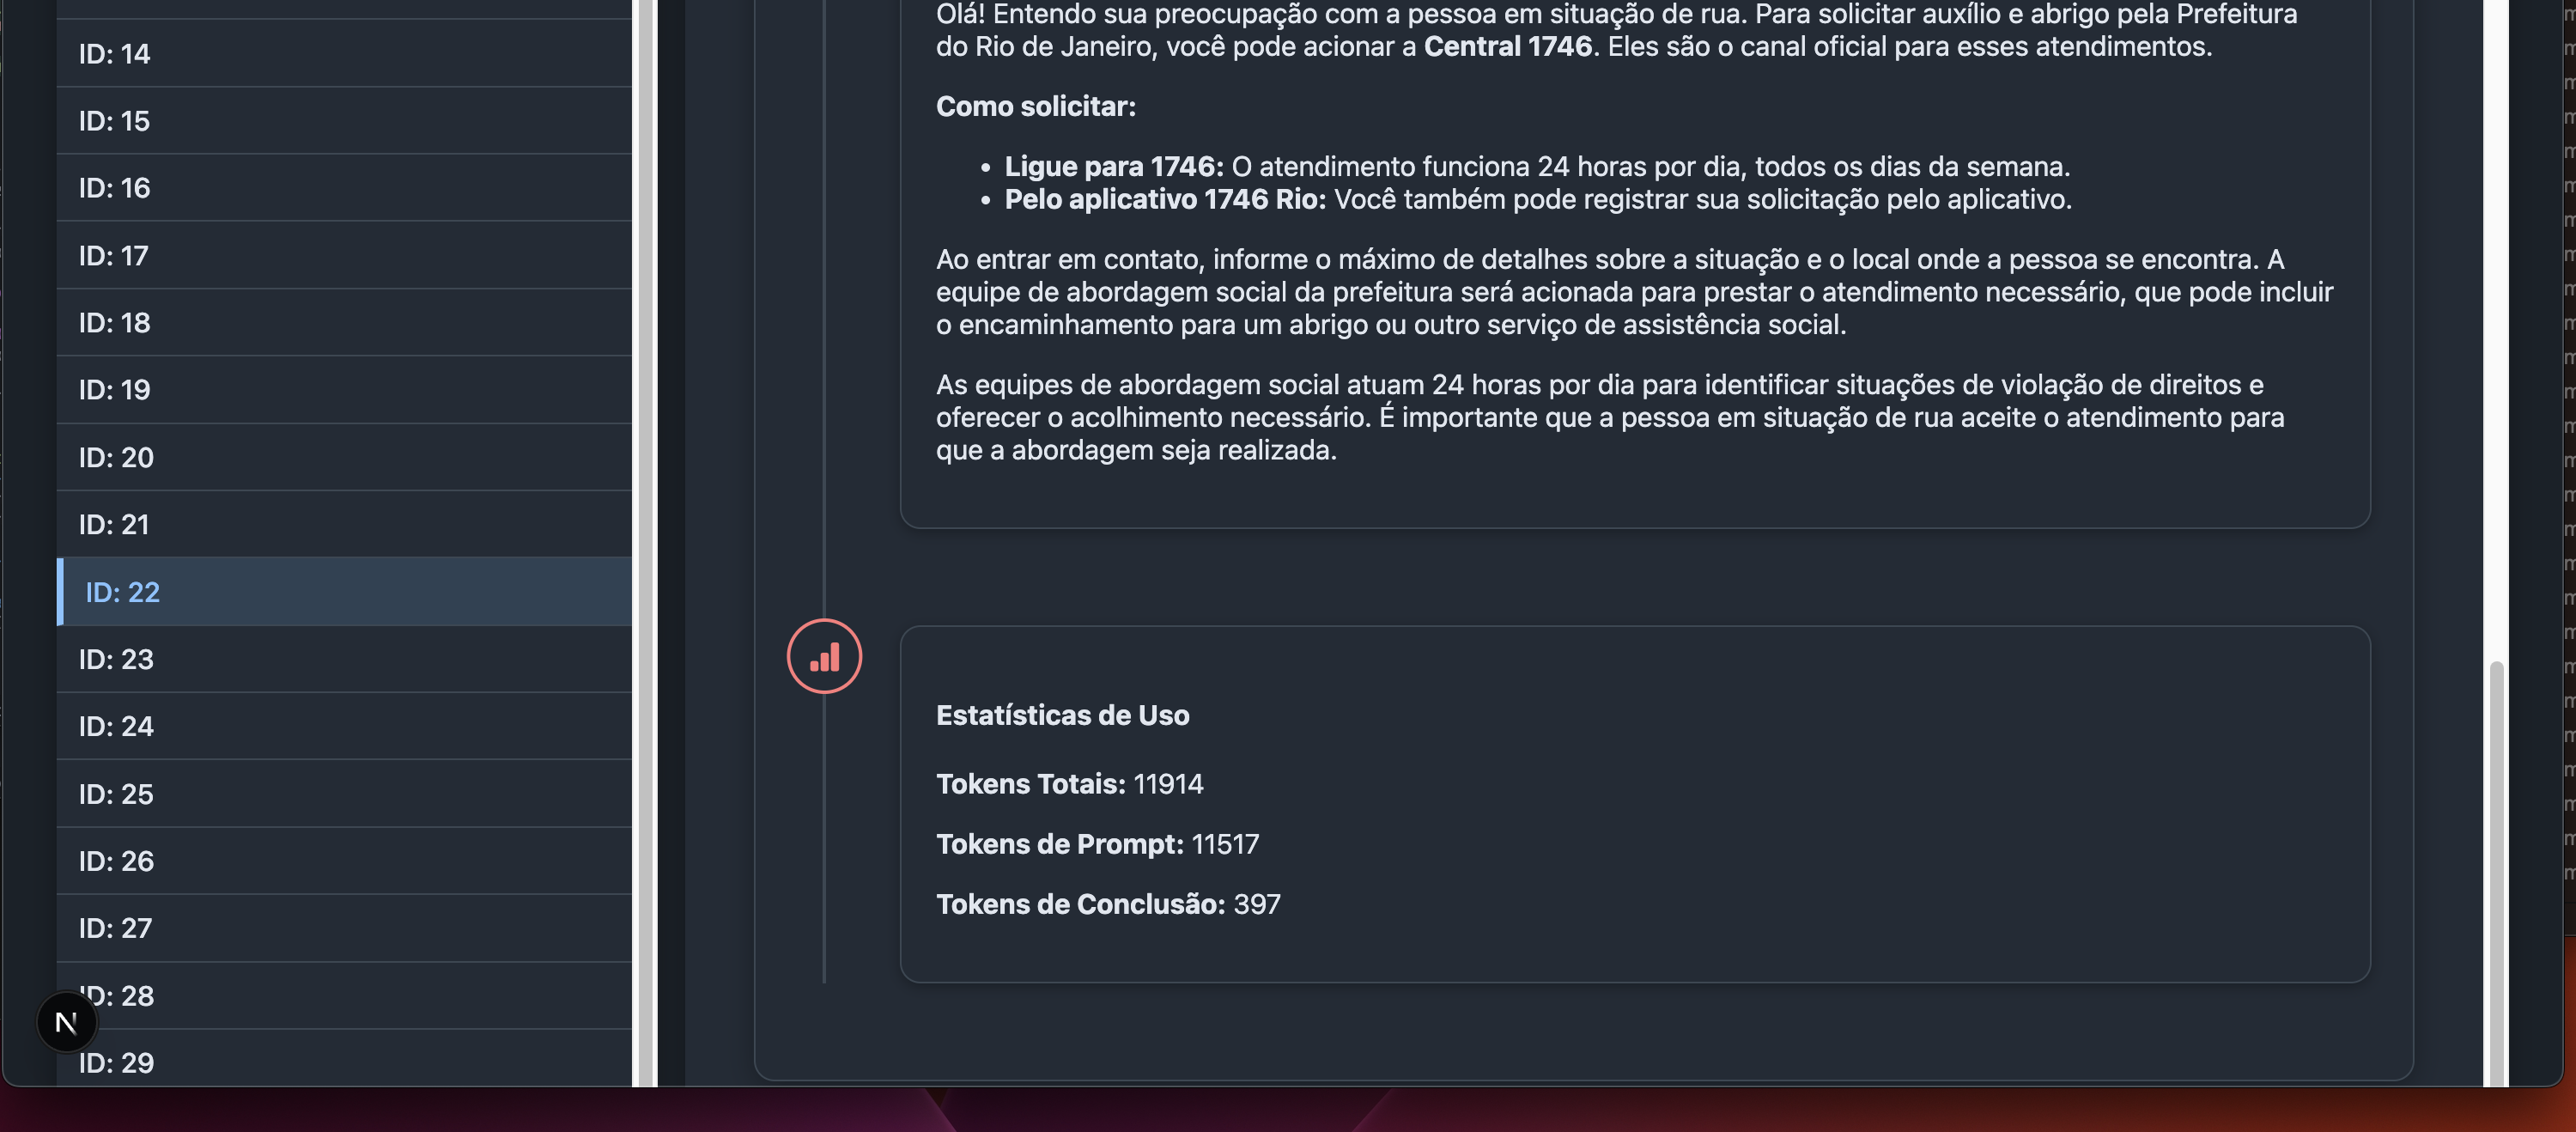 ID: 14
ID: 15
ID: 16
ID: 17
ID: 18
ID: 19
ID: 20
ID: 21
ID: 22
ID: 23
ID: 24
ID: 25
ID: 26
ID: 27
ID: 28
ID: 29
N
Olá! Entendo sua preocupação com a pessoa em situação de rua. Para solicitar auxílio e abrigo pela Prefeitura
do Rio de Janeiro, você pode acionar a Central 1746. Eles são o canal oficial para esses atendimentos.
Como solicitar:
• Ligue para 1746: O atendimento funciona 24 horas por dia, todos os dias da semana.
• Pelo aplicativo 1746 Rio: Você também pode registrar sua solicitação pelo aplicativo.
Ao entrar em contato, informe o máximo de detalhes sobre a situação e o local onde a pessoa se encontra. A
equipe de abordagem social da prefeitura será acionada para prestar o atendimento necessário, que pode incluir
o encaminhamento para um abrigo ou outro serviço de assistência social.
As equipes de abordagem social atuam 24 horas por dia para identificar situações de violação de direitos e
oferecer o acolhimento necessário. É importante que a pessoa em situação de rua aceite o atendimento para
que a abordagem seja realizada.
Estatísticas de Uso
Tokens Totais: 11914
Tokens de Prompt: 11517
Tokens de Conclusão: 397